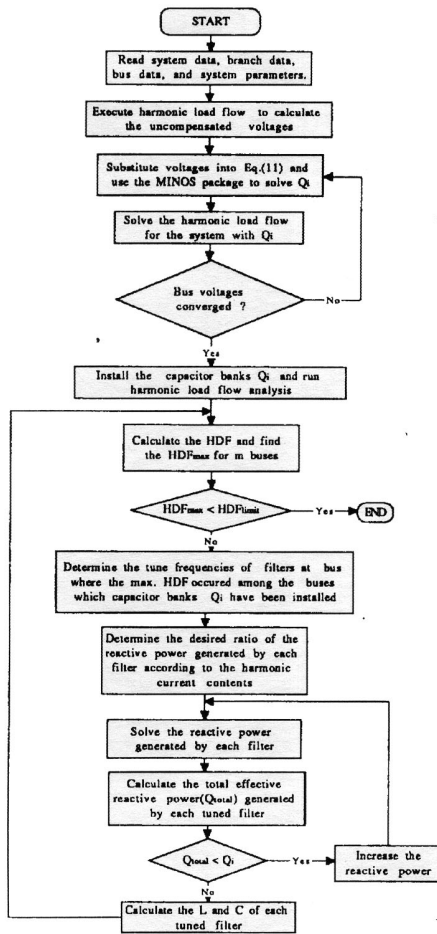 START
Read system data, branch data,
bus data, and system parameters.
Execute harmonic load flow to calculate
the uncompensated voltages
Substitute voltages into Eq.(11) and
use the MINOS package to solve Qi
Solve the harmonic load flow
for the system with Qi
Bus voltages
converged ?
No
Yes
Install the capacitor banks Qi and run
harmonic load flow analysis
Calculate the HDF and find
the HDFmax for m buses
HDFmax < HDFlimit
Yes
END
No
Determine the tune frequencies of filters at bus
where the max. HDF occured among the buses
which capacitor banks Qi have been installed
Determine the desired ratio of the
reactive power generated by each
filter according to the harmonic
current contents
Solve the reactive power
generated by each filter
Calculate the total effective
reactive power(Qtotal) generated
by each tuned filter
Qtotal < Qi
Yes
Increase the
reactive power
No
Calculate the L and C of each
tuned filter